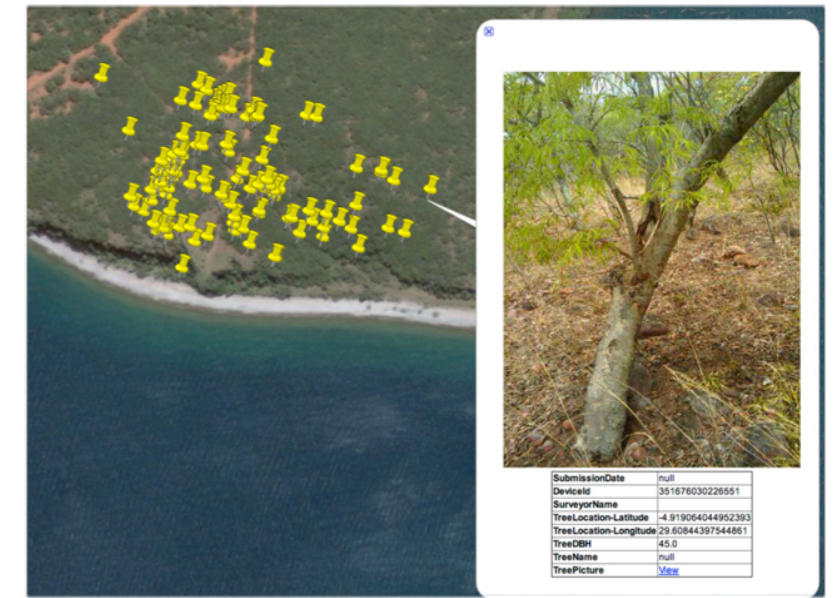 SubmissionDate null
DeviceId 351676030226551
SurveyorName
TreeLocation-Latitude -4.919064044952393
TreeLocation-Longitude 29.60844397544861
TreeDBH 45.0
TreeName null
TreePicture View